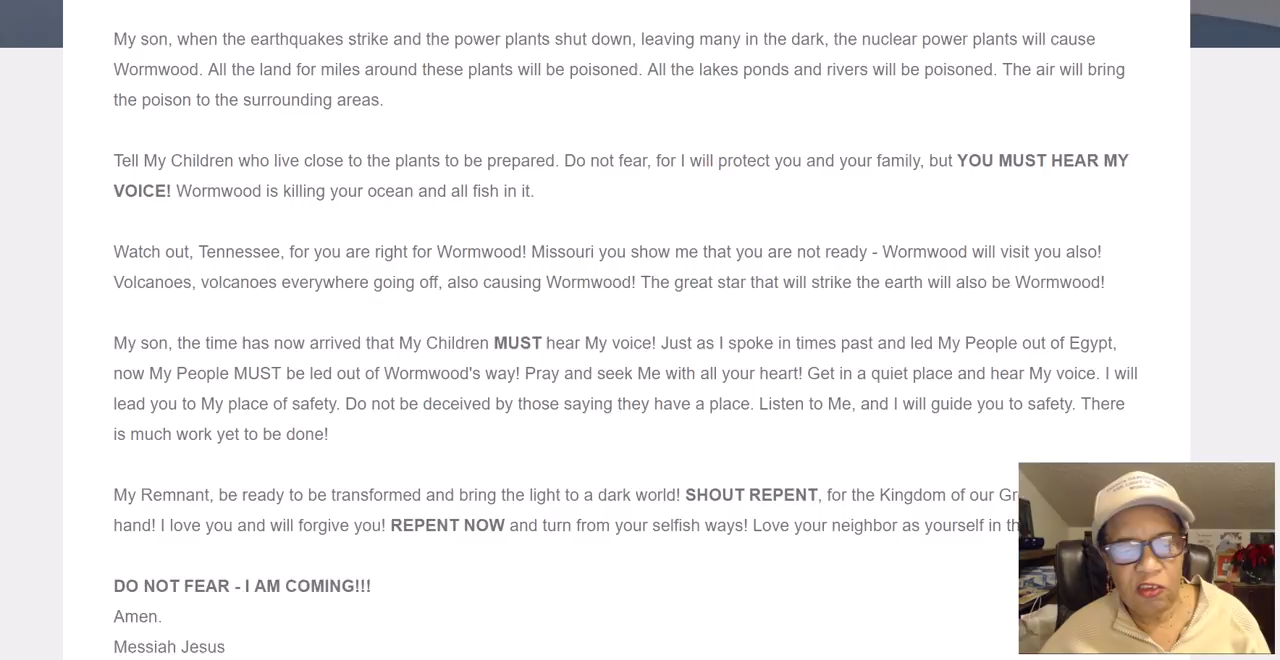 My son, when the earthquakes strike and the power plants shut down, leaving many in the dark, the nuclear power plants will cause
Wormwood. All the land for miles around these plants will be poisoned. All the lakes ponds and rivers will be poisoned. The air will bring
the poison to the surrounding areas.
Tell My Children who live close to the plants to be prepared. Do not fear, for I will protect you and your family, but YOU MUST HEAR MY
VOICE! Wormwood is killing your ocean and all fish in it.
Watch out, Tennessee, for you are right for Wormwood! Missouri you show me that you are not ready - Wormwood will visit you also!
Volcanoes, volcanoes everywhere going off, also causing Wormwood! The great star that will strike the earth will also be Wormwood!
My son, the time has now arrived that My Children MUST hear My voice! Just as I spoke in times past and led My People out of Egypt,
now My People MUST be led out of Wormwood's way! Pray and seek Me with all your heart! Get in a quiet place and hear My voice. I will
lead you to My place of safety. Do not be deceived by those saying they have a place. Listen to Me, and I will guide you to safety. There
is much work yet to be done!
My Remnant, be ready to be transformed and bring the light to a dark world! SHOUT REPENT, for the Kingdom of our
hand! I love you and will forgive you! REPENT NOW and turn from your selfish ways! Love your neighbor as yourself in
DO NOT FEAR - I AM COMING!!!
Amen.
Messiah Jesus